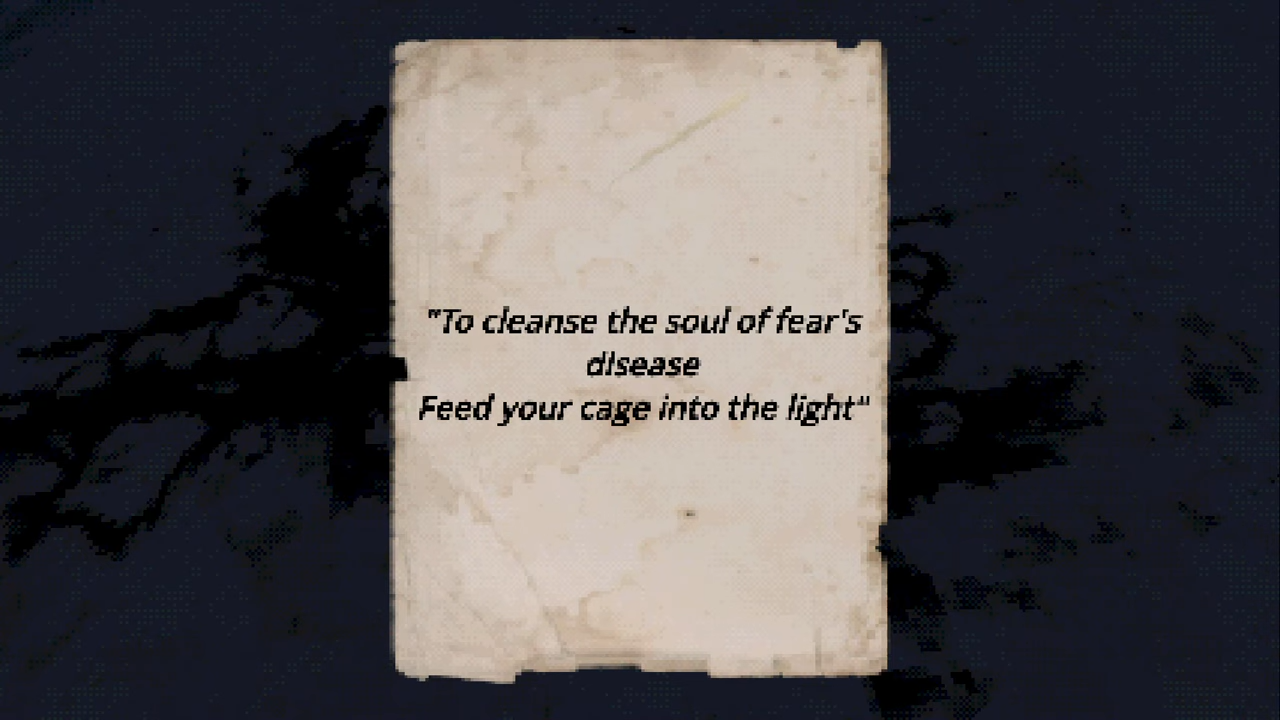 "To cleanse the soul of fear's
disease
Feed your cage into the light"